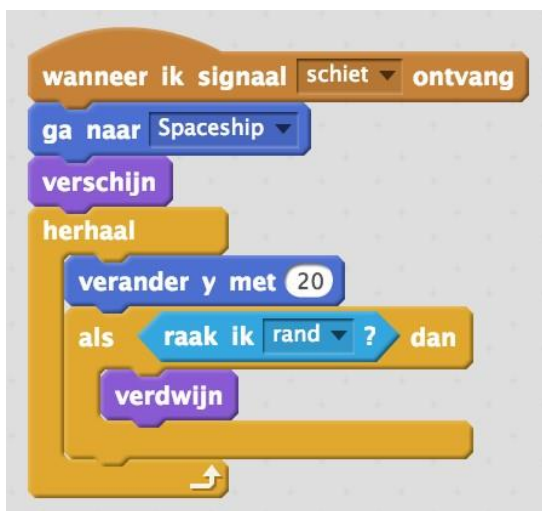 wanneer ik signaal schiet ontvang
ga naar Spaceship
verschijn
herhaal
verander y met 20
als raak ik rand ? dan
verdwijn